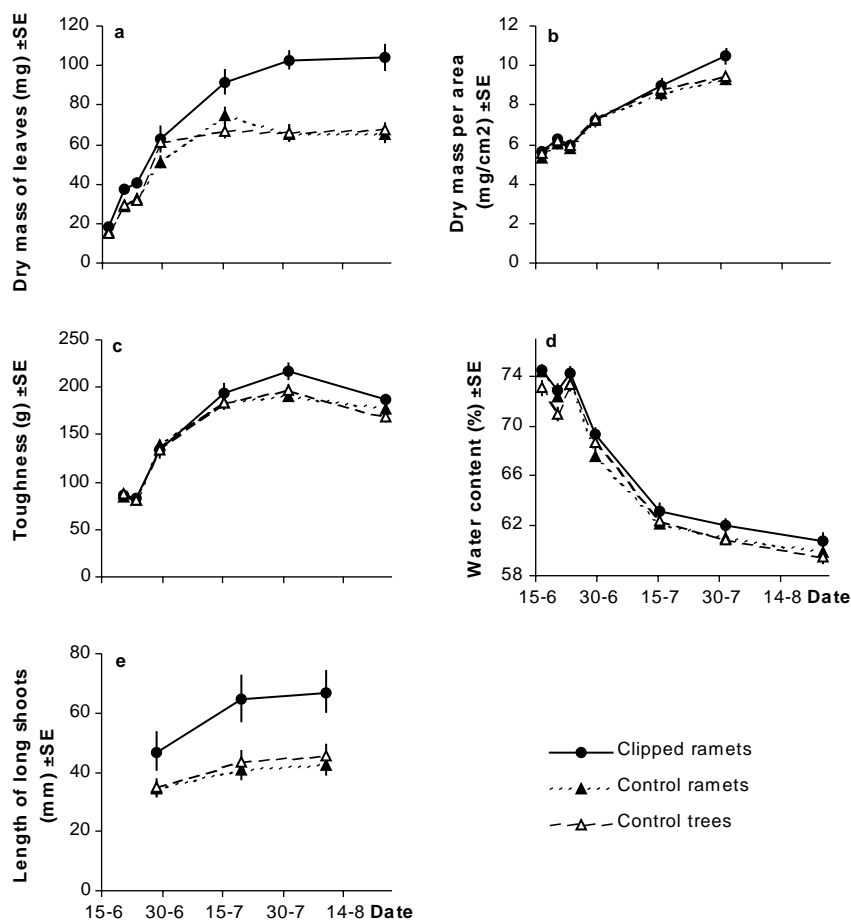 Dry mass of leaves (mg) ±SE
a
120
100
80
60
40
20
0
Dry mass per area
(mg/cm2) ±SE
b
12
10
8
6
4
2
0
Toughness (g) ±SE
c
250
200
150
100
50
0
Water content (%) ±SE
d
74
70
66
62
58
15-6 30-6 15-7 30-7 14-8 Date
Length of long shoots
(mm) ±SE
e
80
60
40
20
0
15-6 30-6 15-7 30-7 14-8 Date
Clipped ramets
Control ramets
Control trees